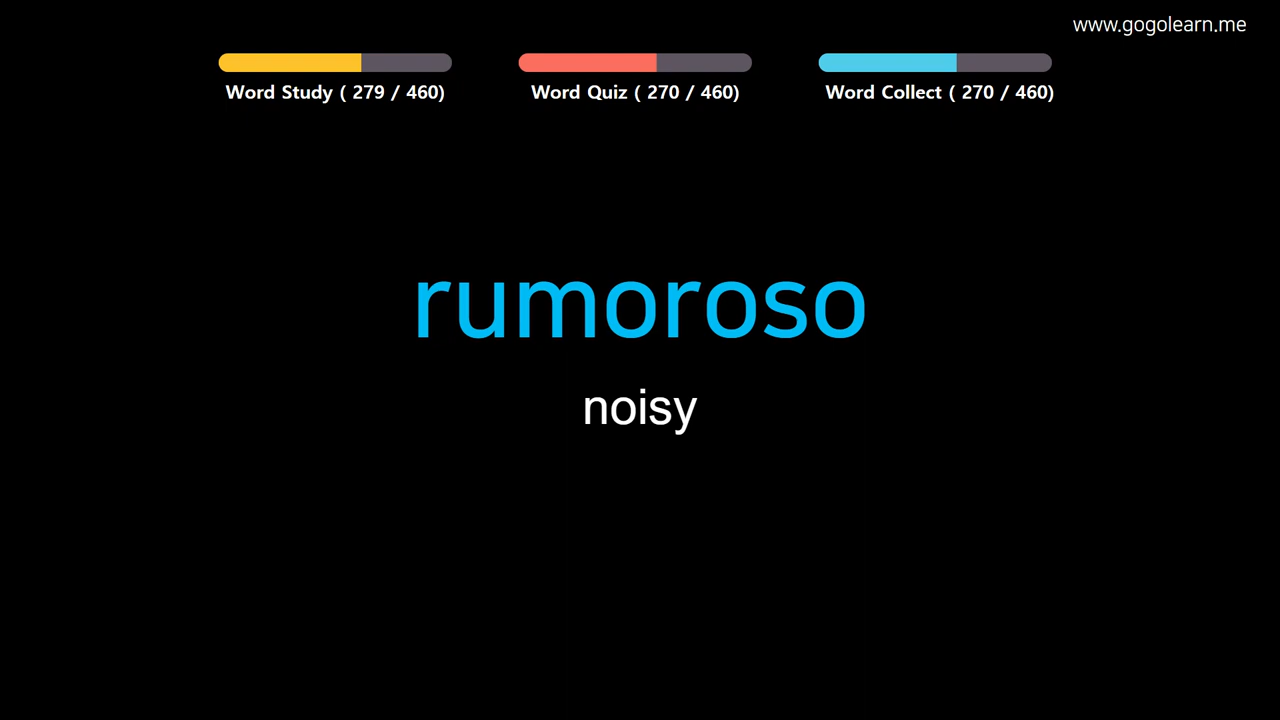 www.gogolearn.me
Word Study ( 279 / 460)
Word Quiz ( 270 / 460)
Word Collect ( 270 / 460)
rumoroso
noisy